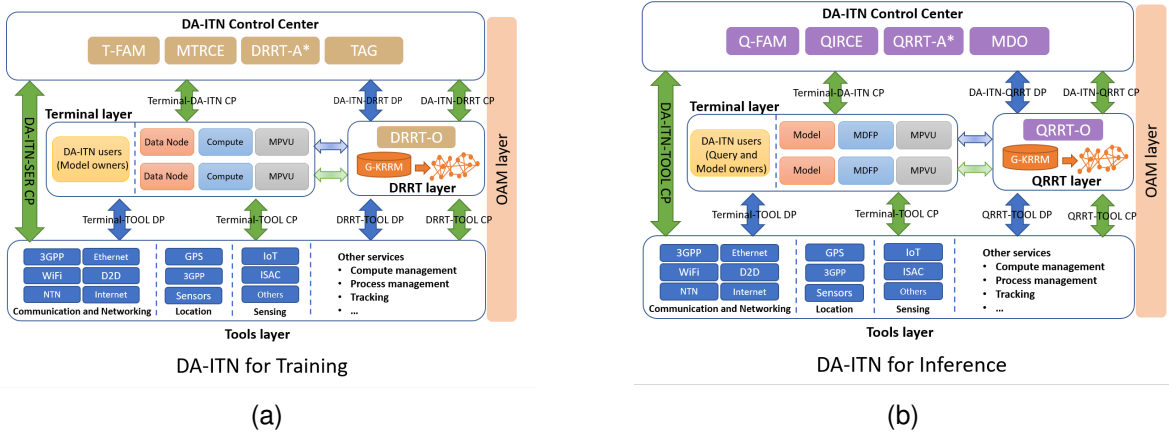 DA-ITN Control Center
T-FAM
MTRCE
DRRT-A*
TAG
DA-ITN-SER CP
Terminal-DA-ITN CP
DA-ITN-DRRT DP
DA-ITN-DRRT CP
Terminal layer
DA-ITN users
(Model owners)
Data Node
Compute
MPVU
Data Node
Compute
MPVU
DRRT-O
G-KRRM
DRRT layer
OAM layer
Terminal-TOOL DP
Terminal-TOOL CP
DRRT-TOOL DP
DRRT-TOOL CP
3GPP
Ethernet
WiFi
D2D
NTN
Internet
Communication and Networking
GPS
3GPP
Sensors
Location
IoT
ISAC
Others
Sensing
Other services
• Compute management
• Process management
• Tracking
• ...
Tools layer
DA-ITN for Training
(a)
DA-ITN Control Center
Q-FAM
QIRCE
QRRT-A*
MDO
DA-ITN-TOOL CP
Terminal-DA-ITN CP
DA-ITN-QRRT DP
DA-ITN-QRRT CP
Terminal layer
DA-ITN users
(Query and
Model owners)
Model
MDFP
MPVU
Model
MDFP
MPVU
QRRT-O
G-KRRM
QRRT layer
OAM layer
Terminal-TOOL DP
Terminal-TOOL CP
QRRT-TOOL DP
QRRT-TOOL CP
3GPP
Ethernet
WiFi
D2D
NTN
Internet
Communication and Networking
GPS
3GPP
Sensors
Location
IoT
ISAC
Others
Sensing
Other services
• Compute management
• Process management
• Tracking
• ...
Tools layer
DA-ITN for Inference
(b)